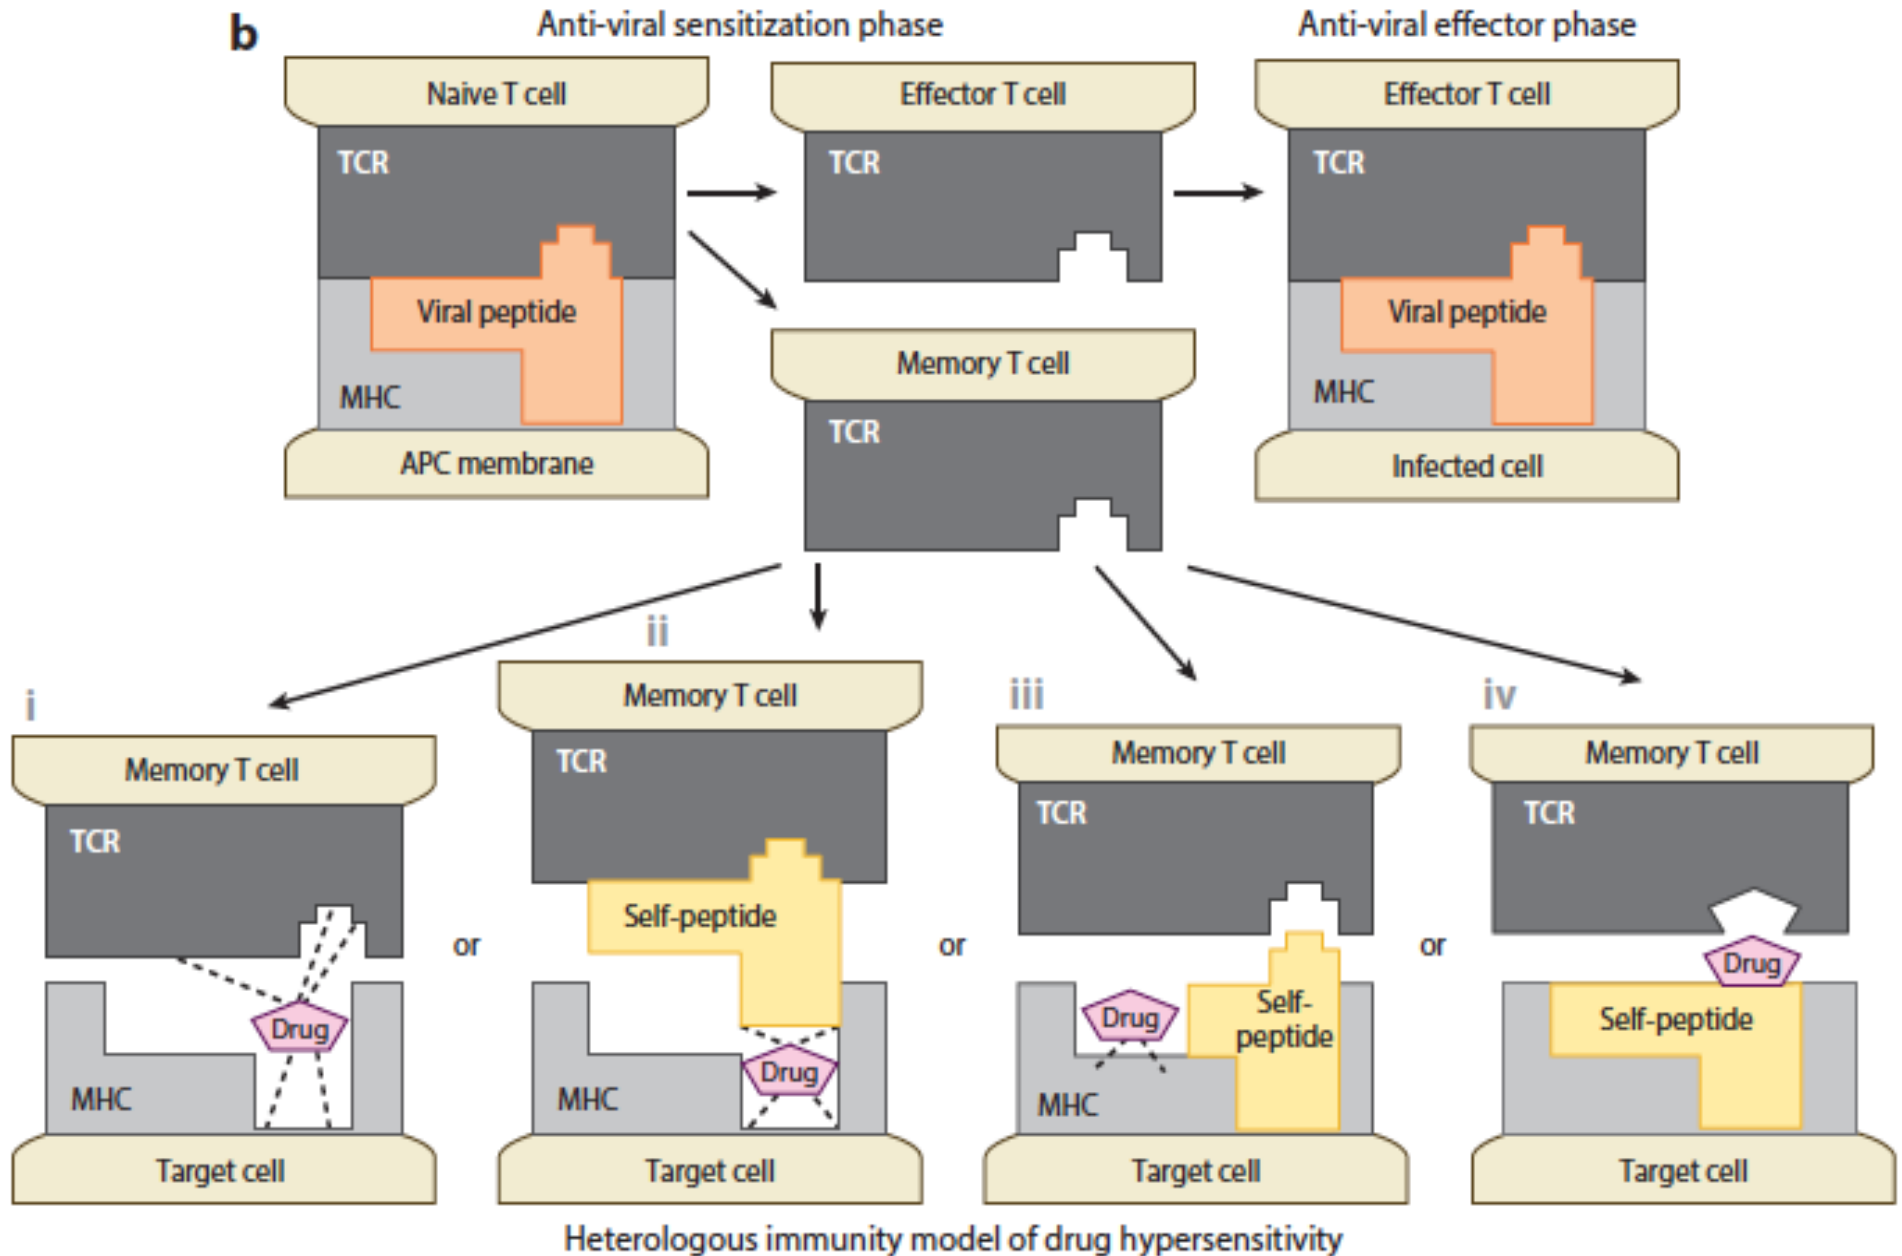 b
Anti-viral sensitization phase
Anti-viral effector phase
Naive T cell
TCR
Viral peptide
MHC
APC membrane
Effector T cell
TCR
Effector T cell
TCR
Viral peptide
MHC
Infected cell
Memory T cell
TCR
i
Memory T cell
TCR
Drug
MHC
Target cell
or
ii
Memory T cell
TCR
Self-peptide
Drug
MHC
Target cell
or
iii
Memory T cell
TCR
Drug
Self-
peptide
MHC
Target cell
or
iv
Memory T cell
TCR
Drug
Self-peptide
Target cell
Heterologous immunity model of drug hypersensitivity